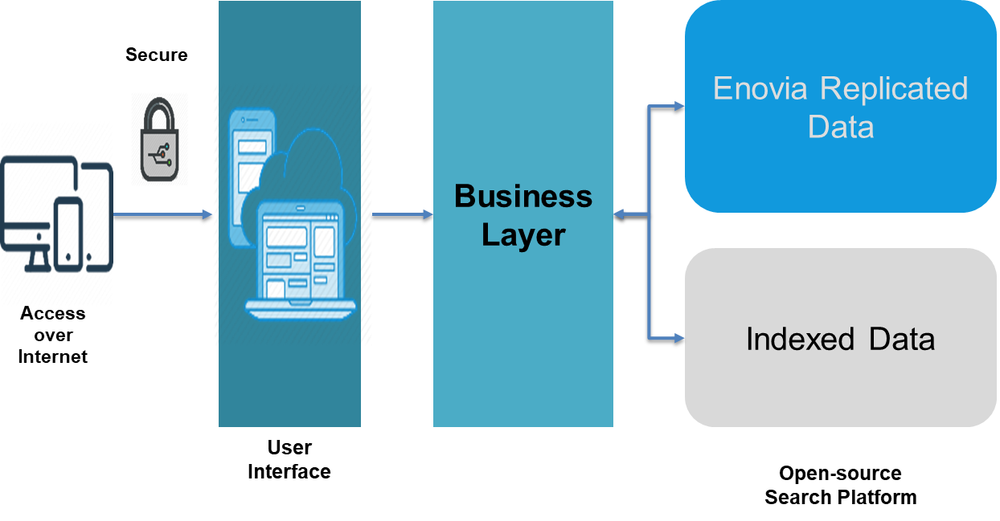 Secure
Access
over
Internet
User
Interface
Business
Layer
Enovia Replicated
Data
Indexed Data
Open-source
Search Platform